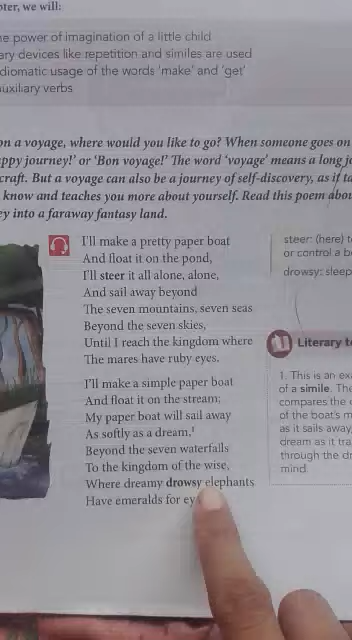 pter, we will:
e power of imagination of a little child
ary devices like repetition and similes are used
diomatic usage of the words 'make' and 'get'
uxiliary verbs
on a voyage, where would you like to go? When someone goes on
ppy journey!' or 'Bon voyage!' The word 'voyage' means a long jo
craft. But a voyage can also be a journey of self-discovery, as it ta
know and teaches you more about yourself. Read this poem abou
ey into a faraway fantasy land.
I'll make a pretty paper boat
And float it on the pond,
I'll steer it all alone, alone,
And sail away beyond
The seven mountains, seven seas
Beyond the seven skies,
Until I reach the kingdom where
The mares have ruby eyes.
I'll make a simple paper boat
And float it on the stream;
My paper boat will sail away
As softly as a dream,¹
Beyond the seven waterfalls
To the kingdom of the wise,
Where dreamy drowsy elephants
Have emeralds for ey
steer: (here) t
or control a b
drowsy: sleep
Literary t
1. This is an exa
of a simile. The
compares the
of the boat's m
as it sails away,
dream as it tra
through the dr
mind.